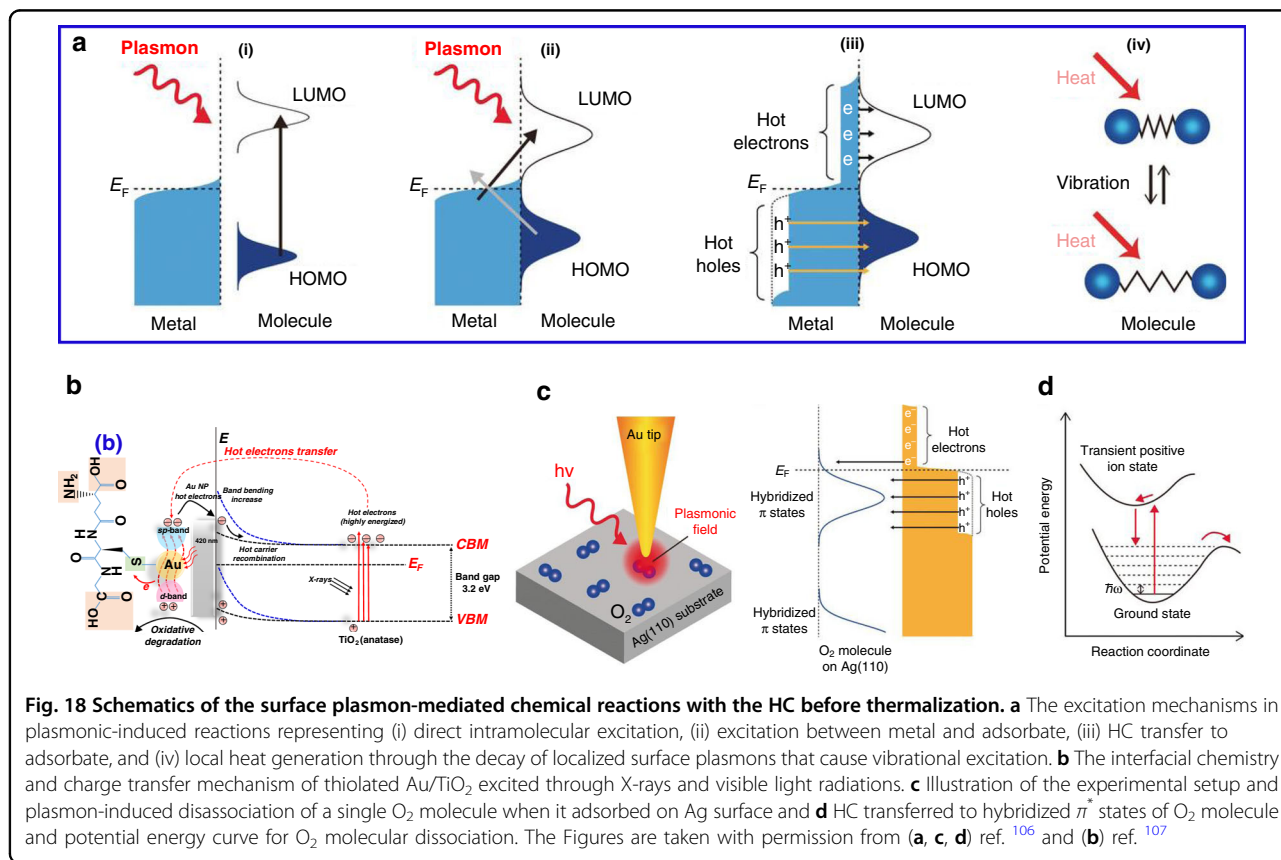 a
Plasmon
(i)
LUMO
E_F
HOMO
Metal
Molecule
Plasmon
(ii)
LUMO
E_F
HOMO
Metal
Molecule
(iii)
LUMO
Hot
electrons
e
e
e
E_F
h+
h+
h+
Hot
holes
HOMO
Metal
Molecule
(iv)
Heat
Vibration
Heat
Molecule
b
(b)
OH
NH₂
O
O
NH
S
NH
O
HO
C
O
E
Hot electrons transfer
Au NP
hot electrons
Band bending
increase
Hot electrons
(highly energized)
sp-band
420 nm
Hot carrier
recombination
CBM
Au
E_F
Band gap
3.2 eV
X-rays
e
d-band
VBM
Oxidative
degradation
TiO₂(anatase)
c
Au tip
hv
Plasmonic
field
O₂
Ag(110) substrate
e-
e-
e-
e-
Hot
electrons
E_F
Hybridized
π states
h+
h+
h+
h+
Hot
holes
Hybridized
π states
O₂ molecule
on Ag(110)
d
Potential energy
Transient positive
ion state
ħω
Ground state
Reaction coordinate
Fig. 18 Schematics of the surface plasmon-mediated chemical reactions with the HC before thermalization. a The excitation mechanisms in
plasmonic-induced reactions representing (i) direct intramolecular excitation, (ii) excitation between metal and adsorbate, (iii) HC transfer to
adsorbate, and (iv) local heat generation through the decay of localized surface plasmons that cause vibrational excitation. b The interfacial chemistry
and charge transfer mechanism of thiolated Au/TiO₂ excited through X-rays and visible light radiations. c Illustration of the experimental setup and
plasmon-induced disassociation of a single O₂ molecule when it adsorbed on Ag surface and d HC transferred to hybridized π* states of O₂ molecule
and potential energy curve for O₂ molecular dissociation. The Figures are taken with permission from (a, c, d) ref. 106 and (b) ref. 107